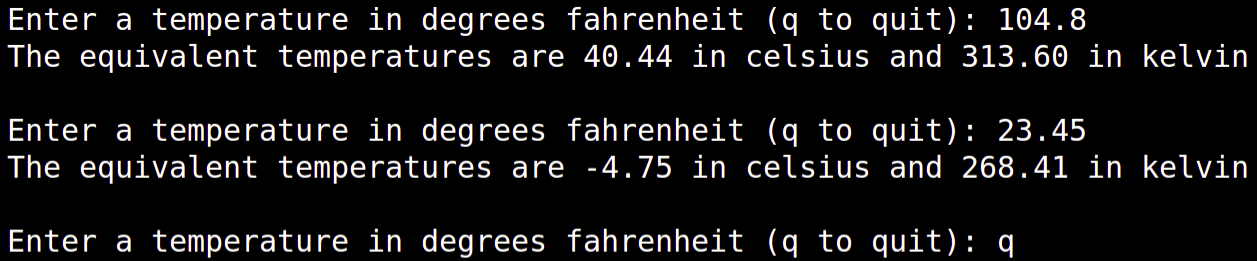 Enter a temperature in degrees fahrenheit (q to quit): 104.8
The equivalent temperatures are 40.44 in celsius and 313.60 in kelvin
Enter a temperature in degrees fahrenheit (q to quit): 23.45
The equivalent temperatures are -4.75 in celsius and 268.41 in kelvin
Enter a temperature in degrees fahrenheit (q to quit): q